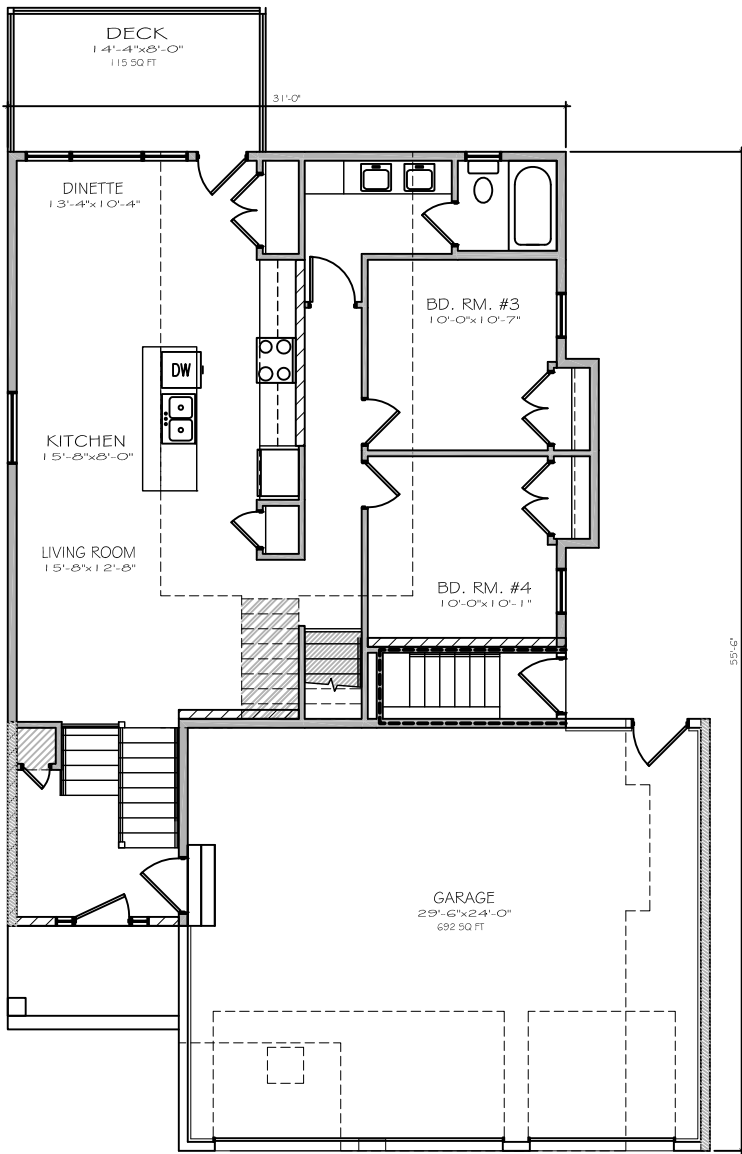 DECK
14'-4"x8'-0"
115 SQ FT
31'-0"
DINETTE
13'-4"x10'-4"
BD. RM. #3
10'-0"x10'-7"
DW
KITCHEN
15'-8"x8'-0"
LIVING ROOM
15'-8"x12'-8"
BD. RM. #4
10'-0"x10'-1"
55'-6"
GARAGE
29'-6"x24'-0"
692 SQ FT